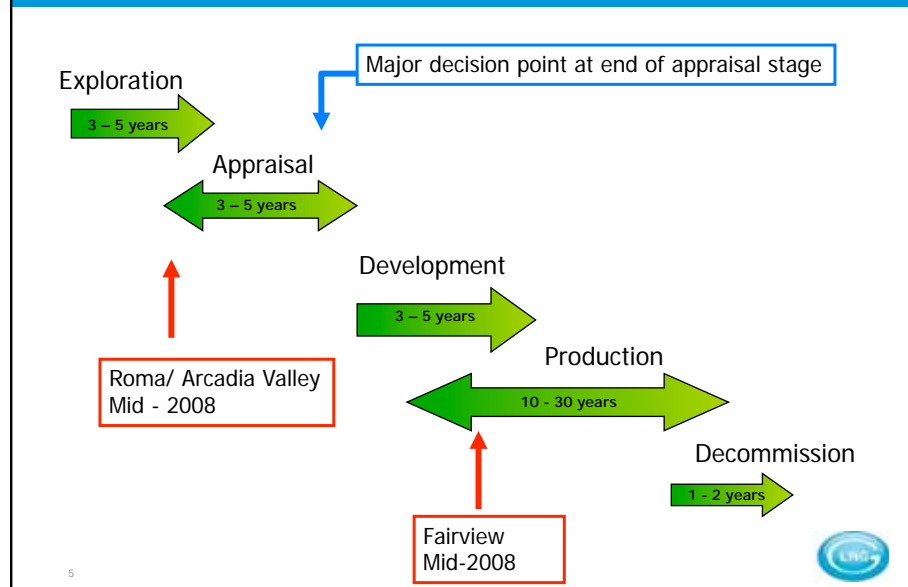 Major decision point at end of appraisal stage
Exploration
3 – 5 years
Appraisal
3 – 5 years
Development
3 – 5 years
Production
10 - 30 years
Roma/ Arcadia Valley
Mid - 2008
Decommission
1 - 2 years
Fairview
Mid-2008
5
LNG